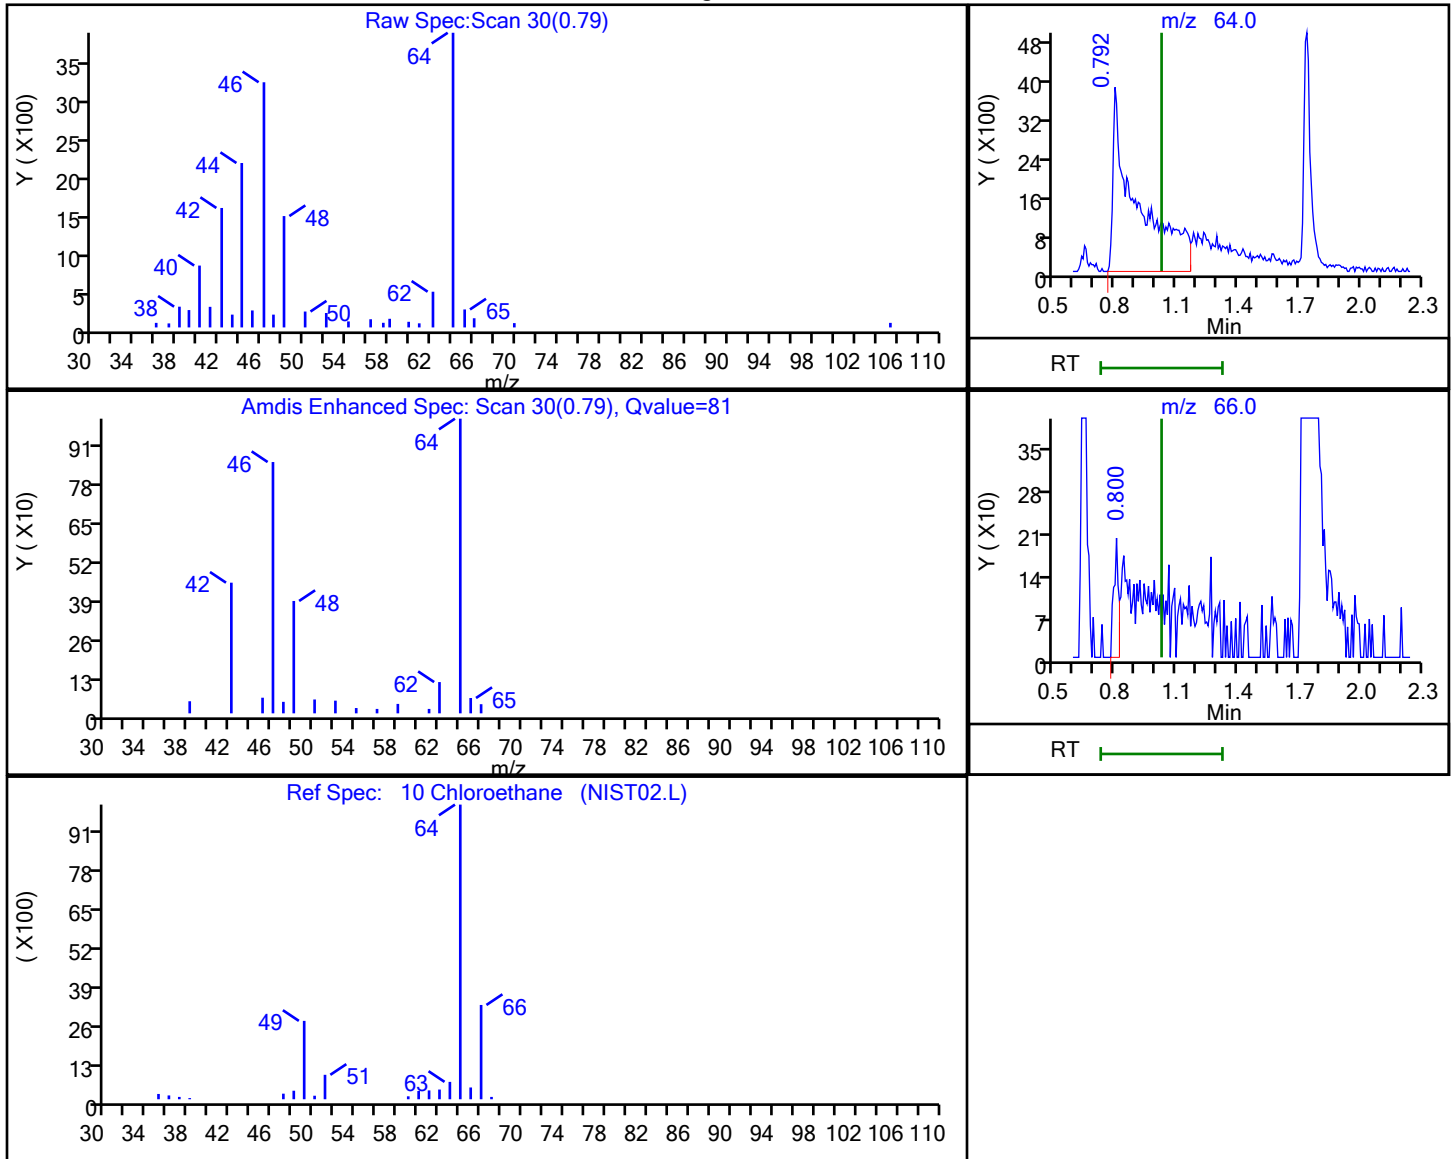 Raw Spec:Scan 30(0.79)
Y ( X100)
35
30
25
20
15
10
5
0
38
40
42
44
46
48
50
62
64
65
30 34 38 42 46 50 54 58 62 66 70 74 78 82 86 90 94 98 102 106 110
m/z
m/z 64.0
Y ( X100)
48
40
32
24
16
8
0
0.792
0.5 0.8 1.1 1.4 1.7 2.0 2.3
Min
RT
Amdis Enhanced Spec: Scan 30(0.79), Qvalue=81
Y ( X10)
91
78
65
52
39
26
13
0
42
46
48
62
64
65
30 34 38 42 46 50 54 58 62 66 70 74 78 82 86 90 94 98 102 106 110
m/z
m/z 66.0
Y ( X10)
35
28
21
14
7
0
0.800
0.5 0.8 1.1 1.4 1.7 2.0 2.3
Min
RT
Ref Spec: 10 Chloroethane (NIST02.L)
( X100)
91
78
65
52
39
26
13
0
49
51
63
64
66
30 34 38 42 46 50 54 58 62 66 70 74 78 82 86 90 94 98 102 106 110